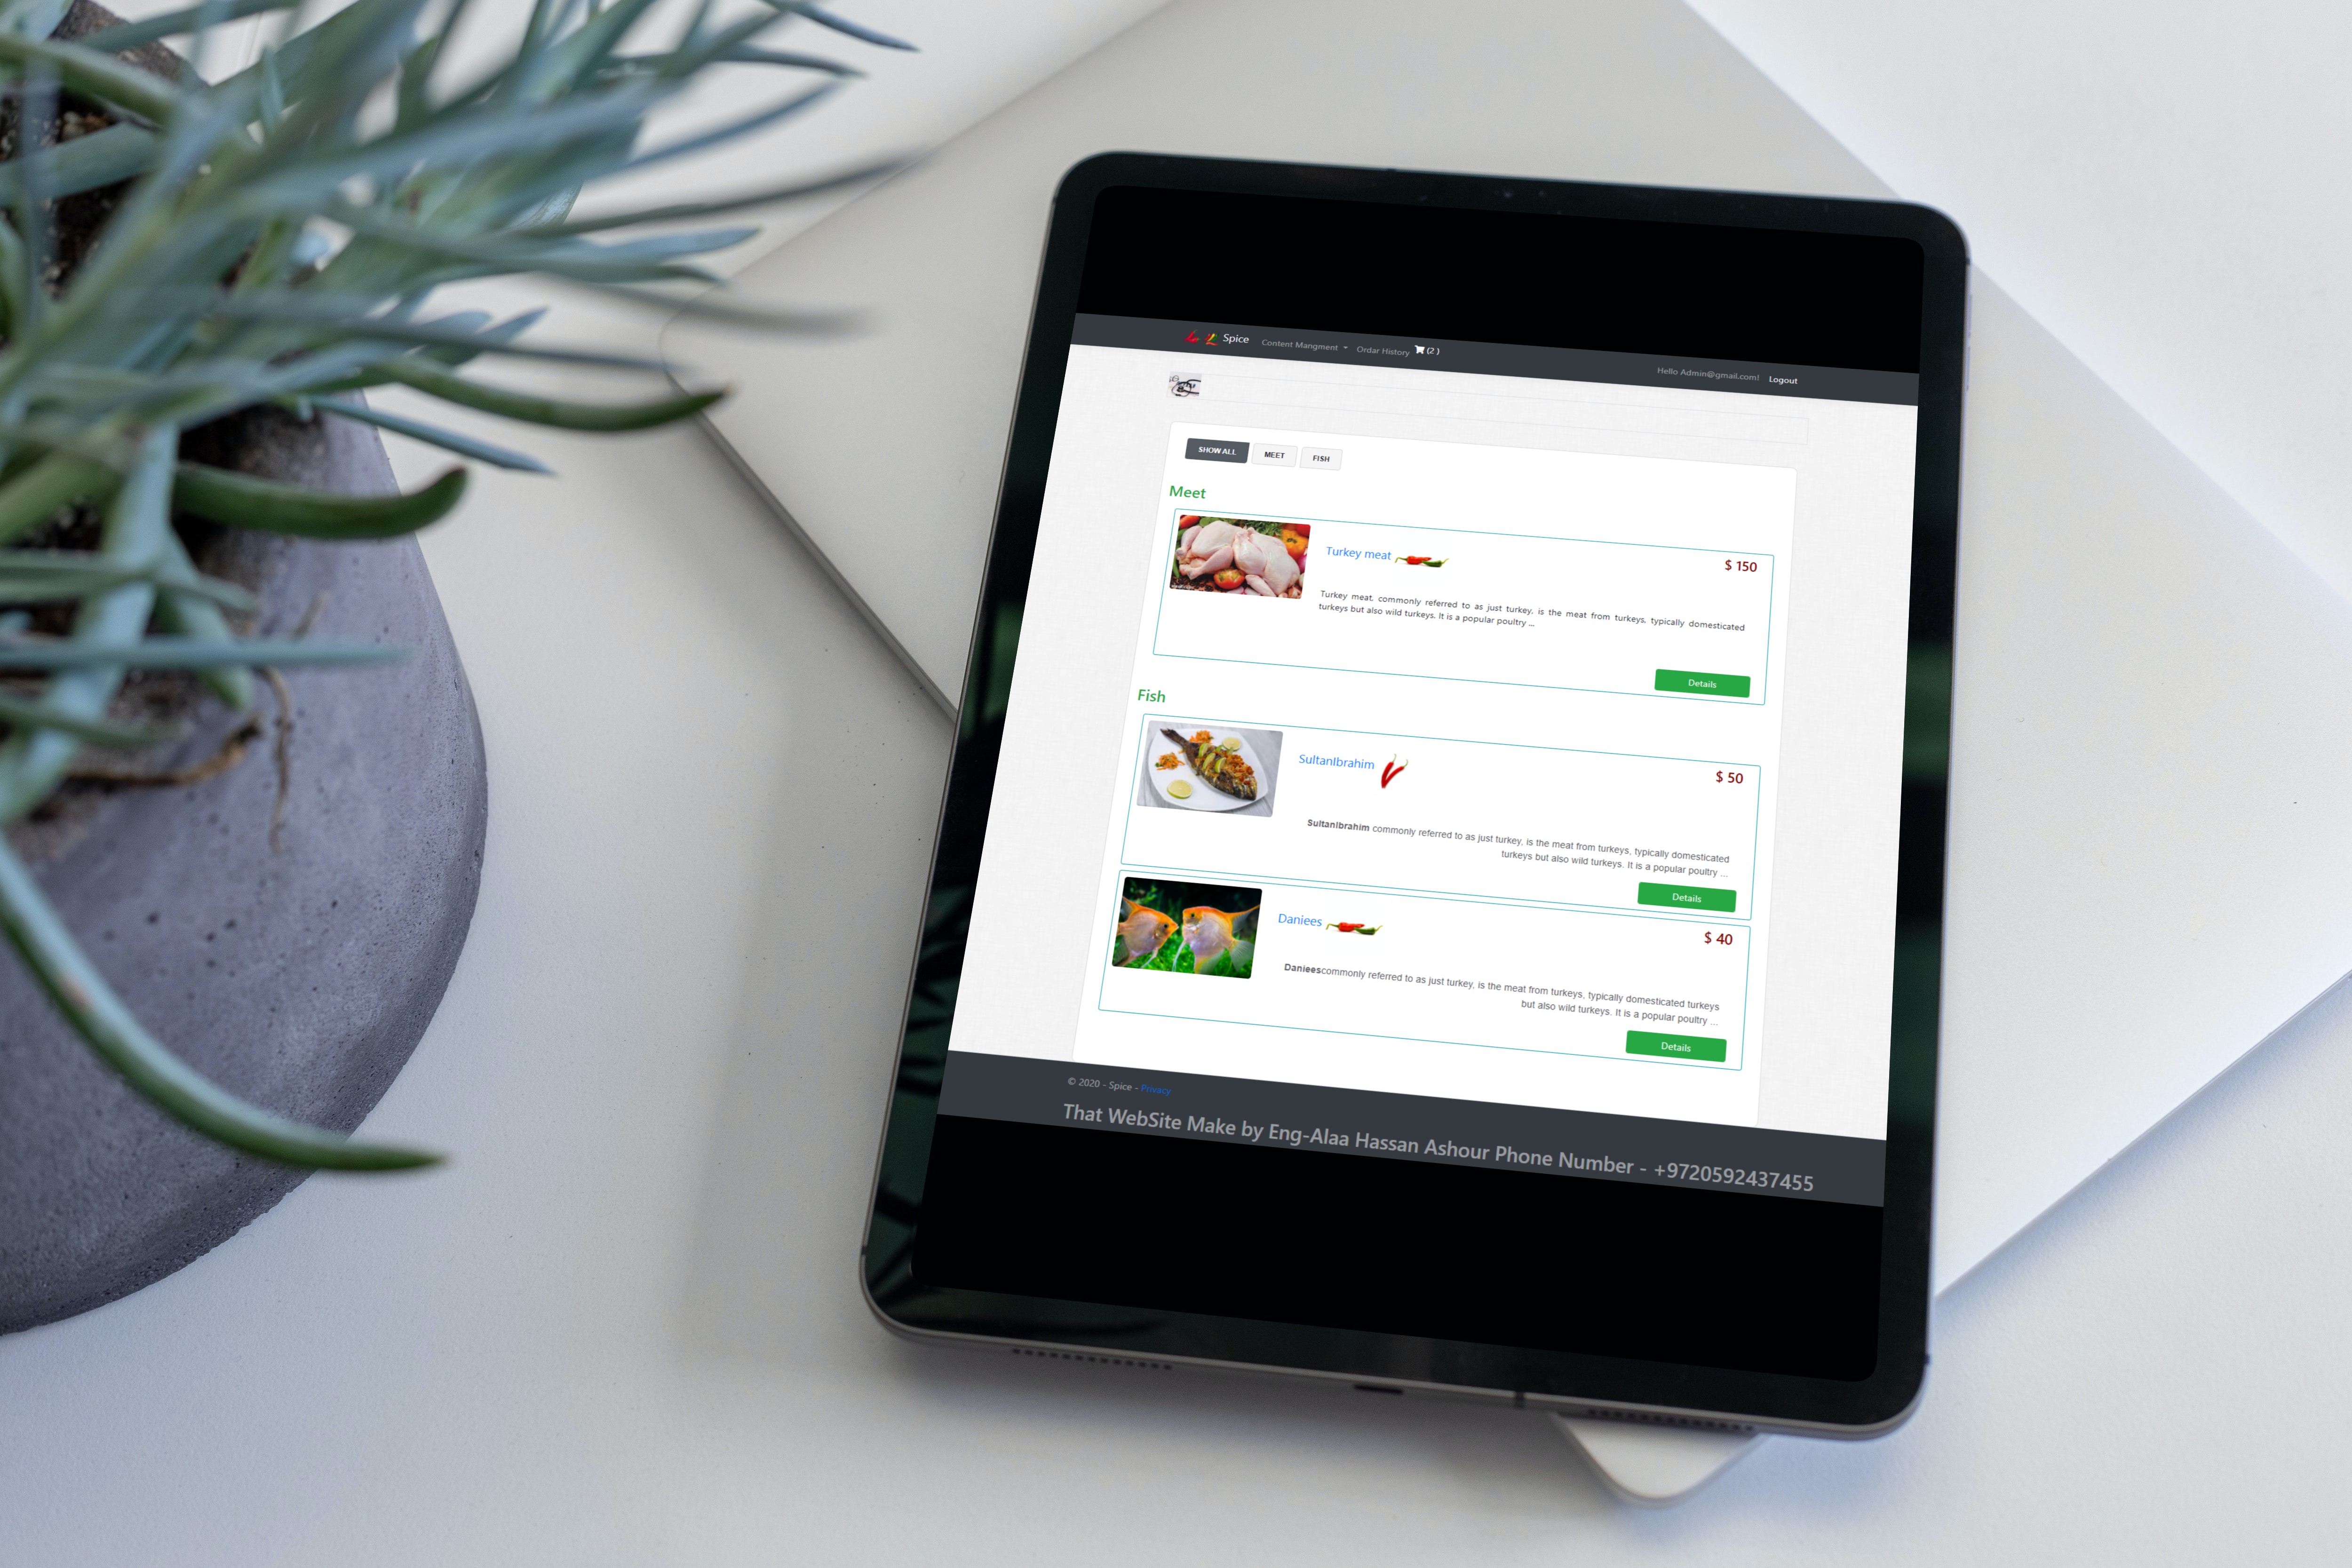 Spice Content Mangment Ordar History (2 ) Hello Admin@gmail.com! Logout
SHOW ALL MEET FISH
Meet
Turkey meat $ 150
Turkey meat, commonly referred to as just turkey, is the meat from turkeys, typically domesticated
turkeys but also wild turkeys. It is a popular poultry ...
Details
Fish
SultanIbrahim $ 50
SultanIbrahim commonly referred to as just turkey, is the meat from turkeys, typically domesticated
turkeys but also wild turkeys. It is a popular poultry ...
Details
Daniees $ 40
Danieescommonly referred to as just turkey, is the meat from turkeys, typically domesticated turkeys
but also wild turkeys. It is a popular poultry ...
Details
© 2020 - Spice - Privacy
That WebSite Make by Eng-Alaa Hassan Ashour Phone Number - +9720592437455